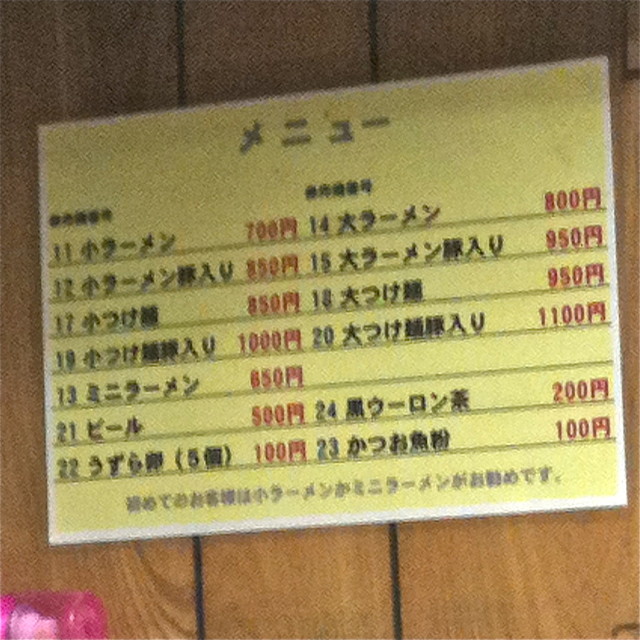 メニュー
券売機番号
券売機番号
11 小ラーメン 700円
14 大ラーメン 800円
12 小ラーメン豚入り 850円
15 大ラーメン豚入り 950円
17 小つけ麺 850円
18 大つけ麺 950円
19 小つけ麺豚入り 1000円
20 大つけ麺豚入り 1100円
13 ミニラーメン 650円
21 ビール 500円
24 黒ウーロン茶 200円
22 うずら卵（5個） 100円
23 かつお魚粉 100円
初めてのお客様は小ラーメンかミニラーメンがお勧めです。